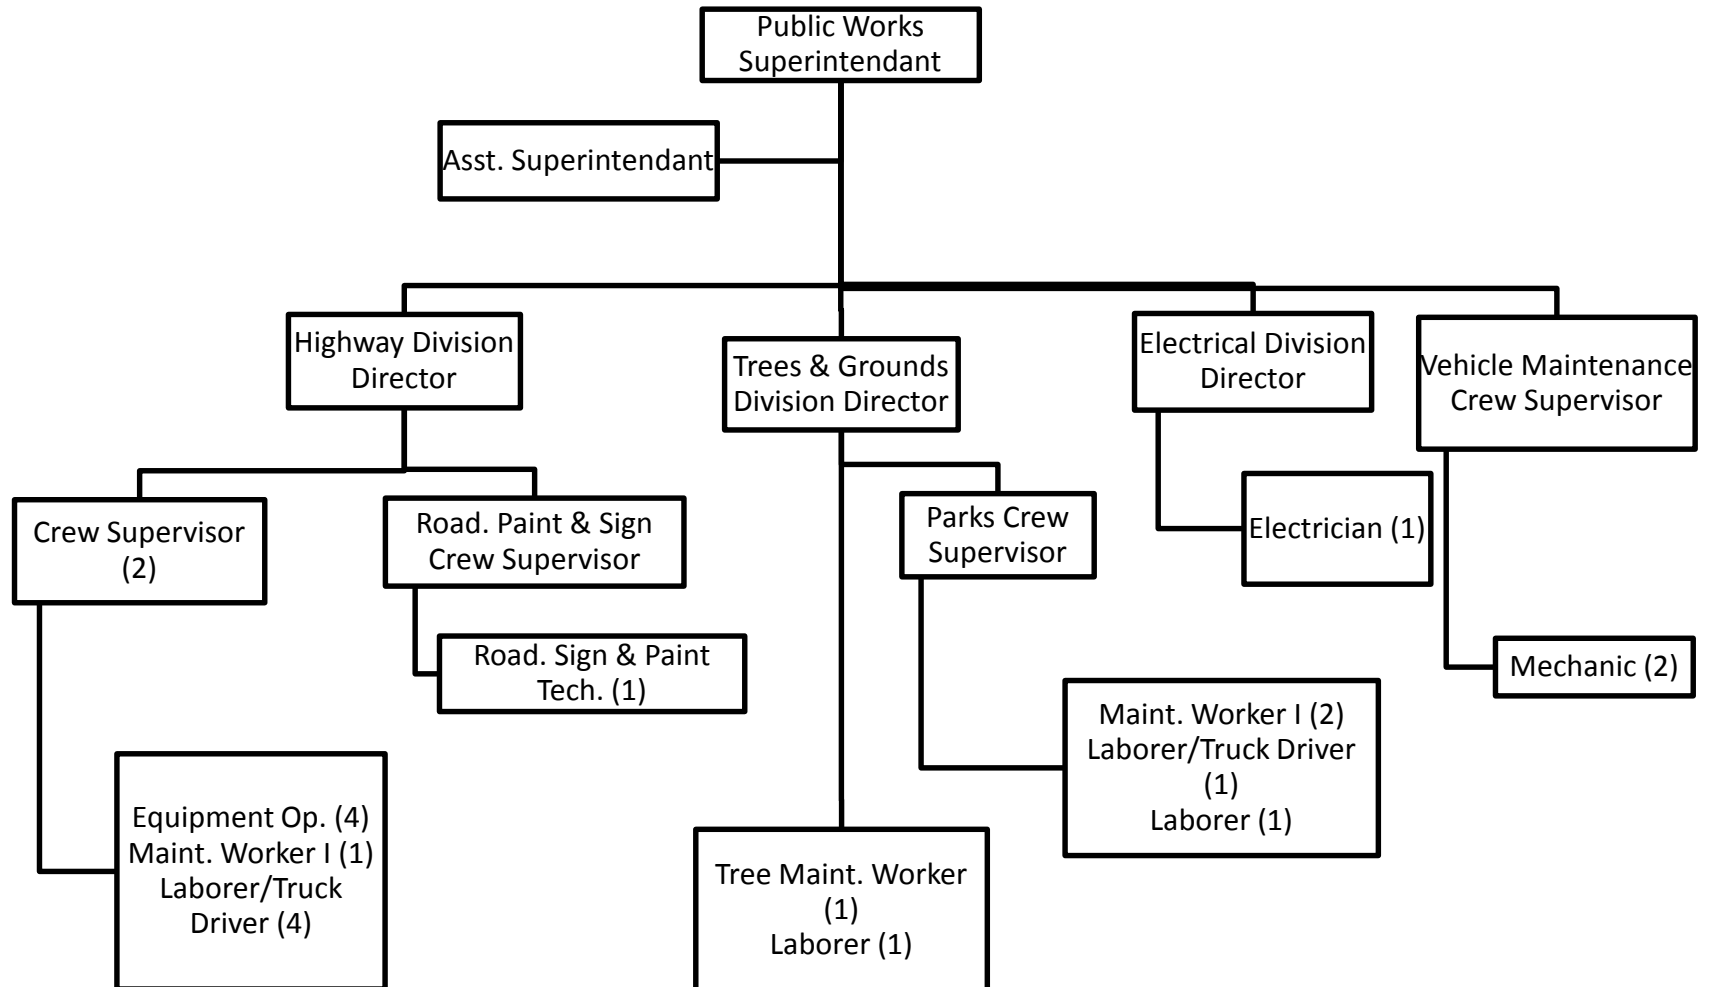 Public Works
Superintendant
Asst. Superintendant
Highway Division
Director
Trees & Grounds
Division Director
Electrical Division
Director
Vehicle Maintenance
Crew Supervisor
Crew Supervisor
(2)
Road. Paint & Sign
Crew Supervisor
Parks Crew
Supervisor
Electrician (1)
Road. Sign & Paint
Tech. (1)
Mechanic (2)
Maint. Worker I (2)
Laborer/Truck Driver
(1)
Laborer (1)
Equipment Op. (4)
Maint. Worker I (1)
Laborer/Truck
Driver (4)
Tree Maint. Worker
(1)
Laborer (1)